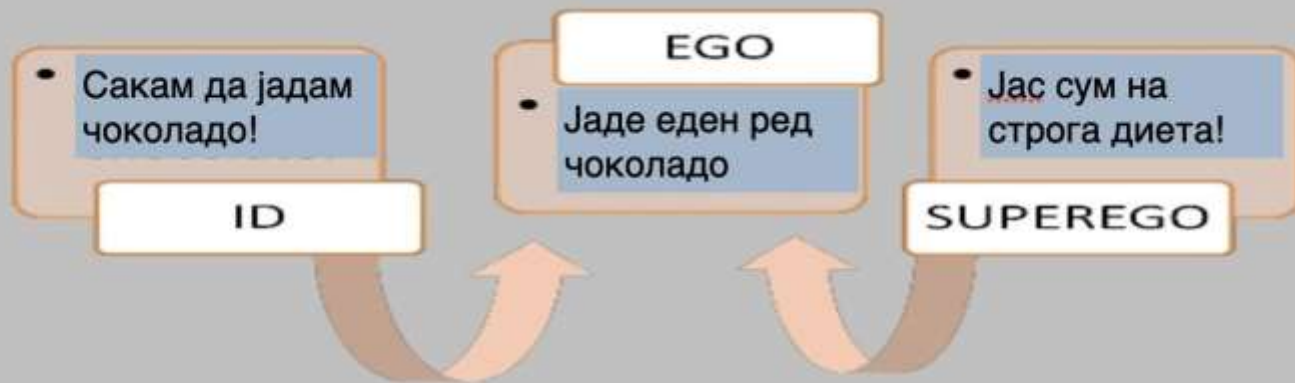 • Сакам да јадам
чоколадо!
ID
EGO
• Јаде еден ред
чоколадо
• Јас сум на
строга диета!
SUPEREGO